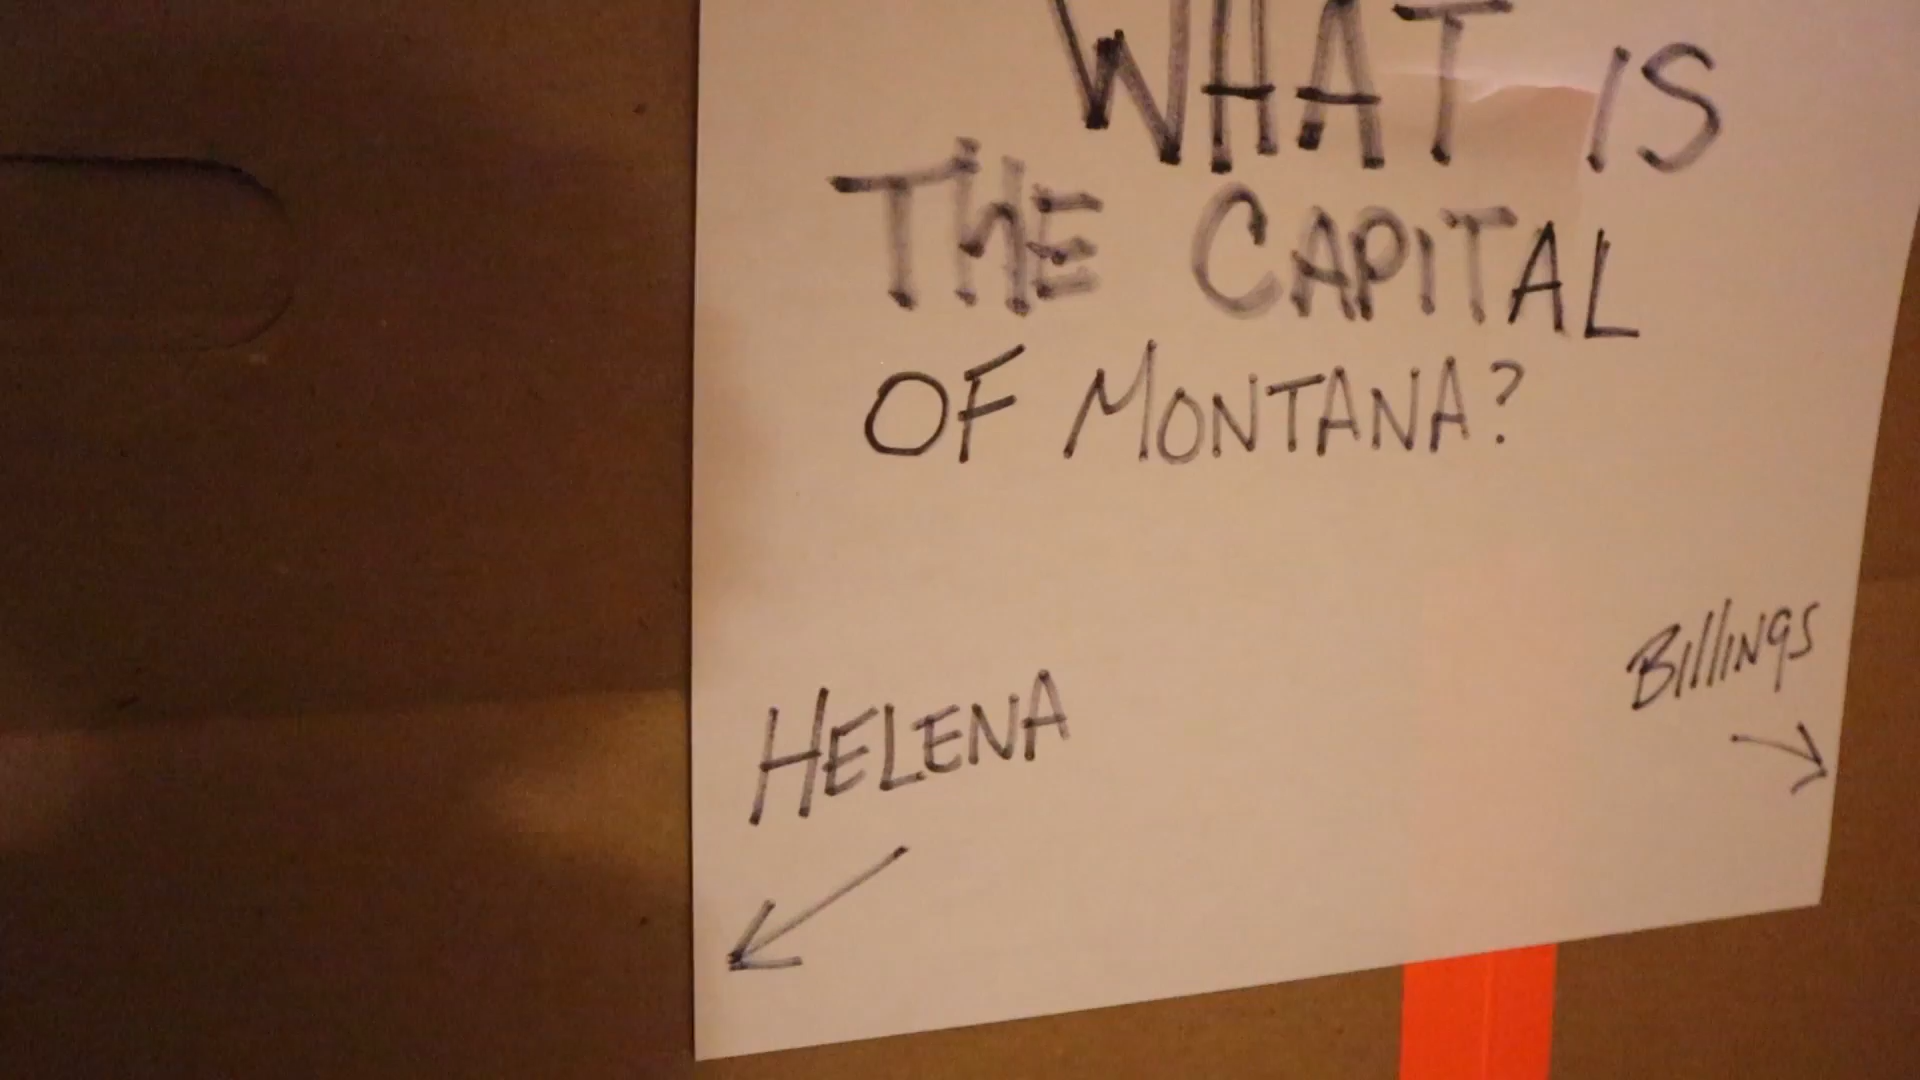 WHAT IS
THE CAPITAL
OF MONTANA?
Billings
HELENA